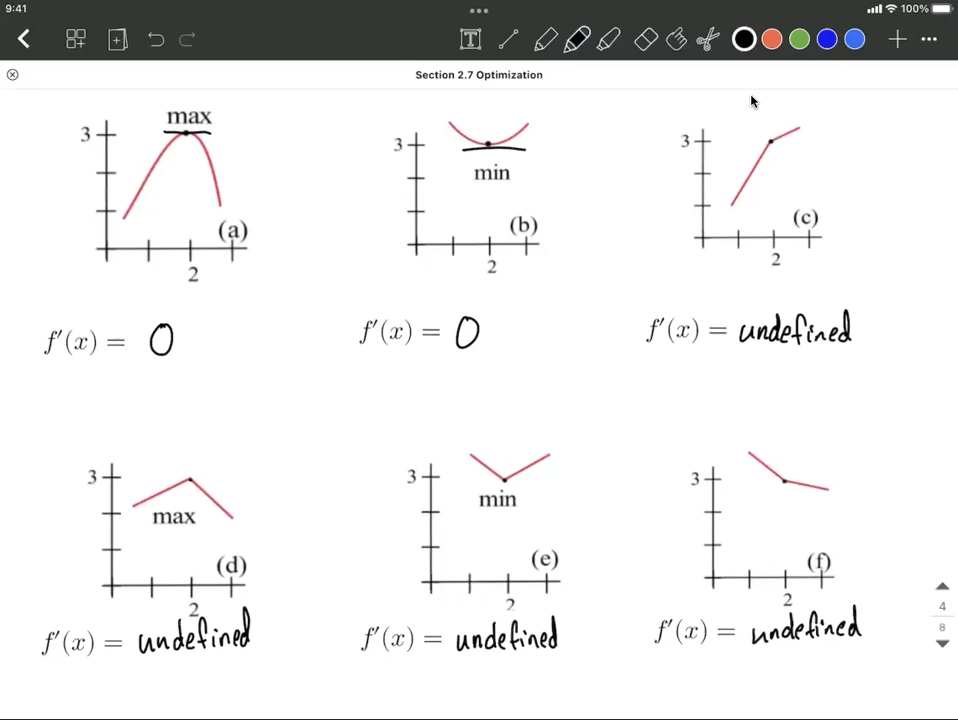 9:41
100%
T
Section 2.7 Optimization
max
3
(a)
2
f′(x) = 0
3
min
(b)
2
f′(x) = 0
3
(c)
2
f′(x) = undefined
3
max
(d)
2
f′(x) = undefined
3
min
(e)
2
f′(x) = undefined
3
(f)
2
f′(x) = undefined
4
8